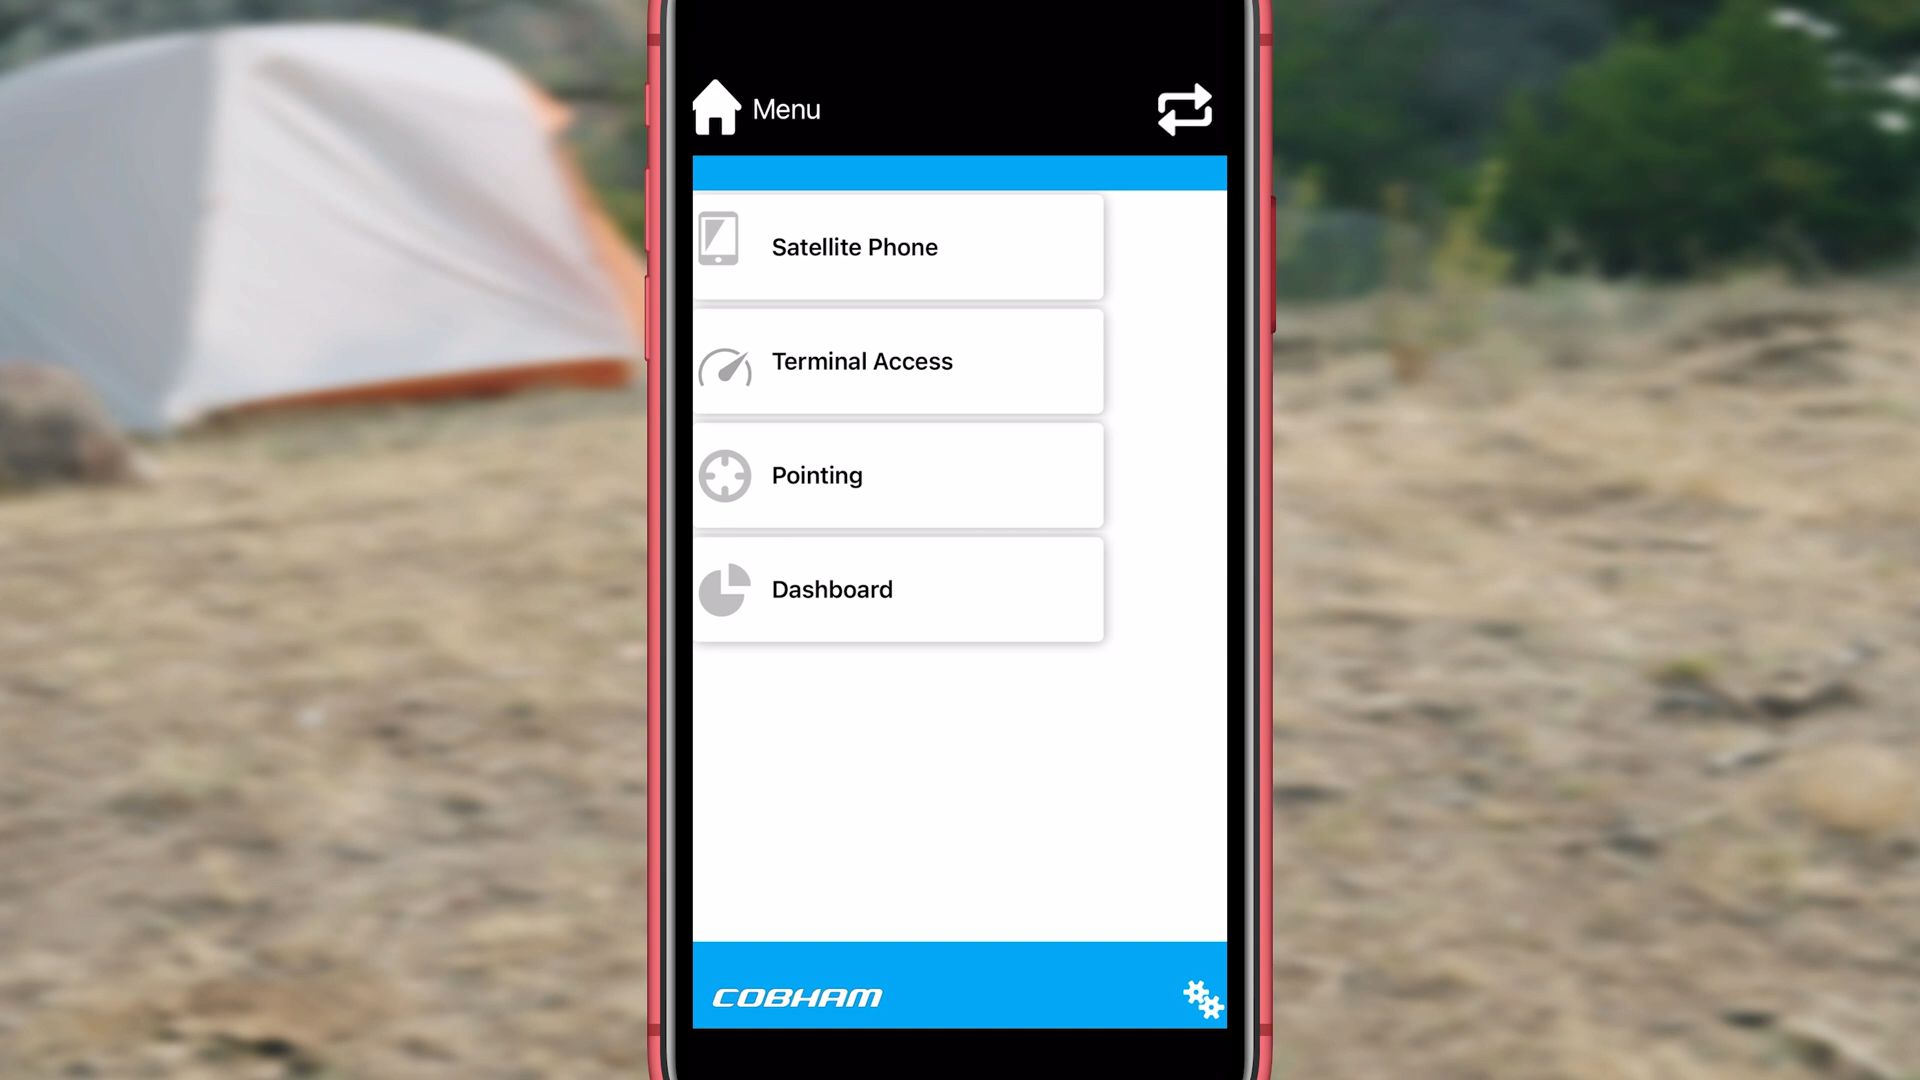 Menu
Satellite Phone
Terminal Access
Pointing
Dashboard
COBHAM